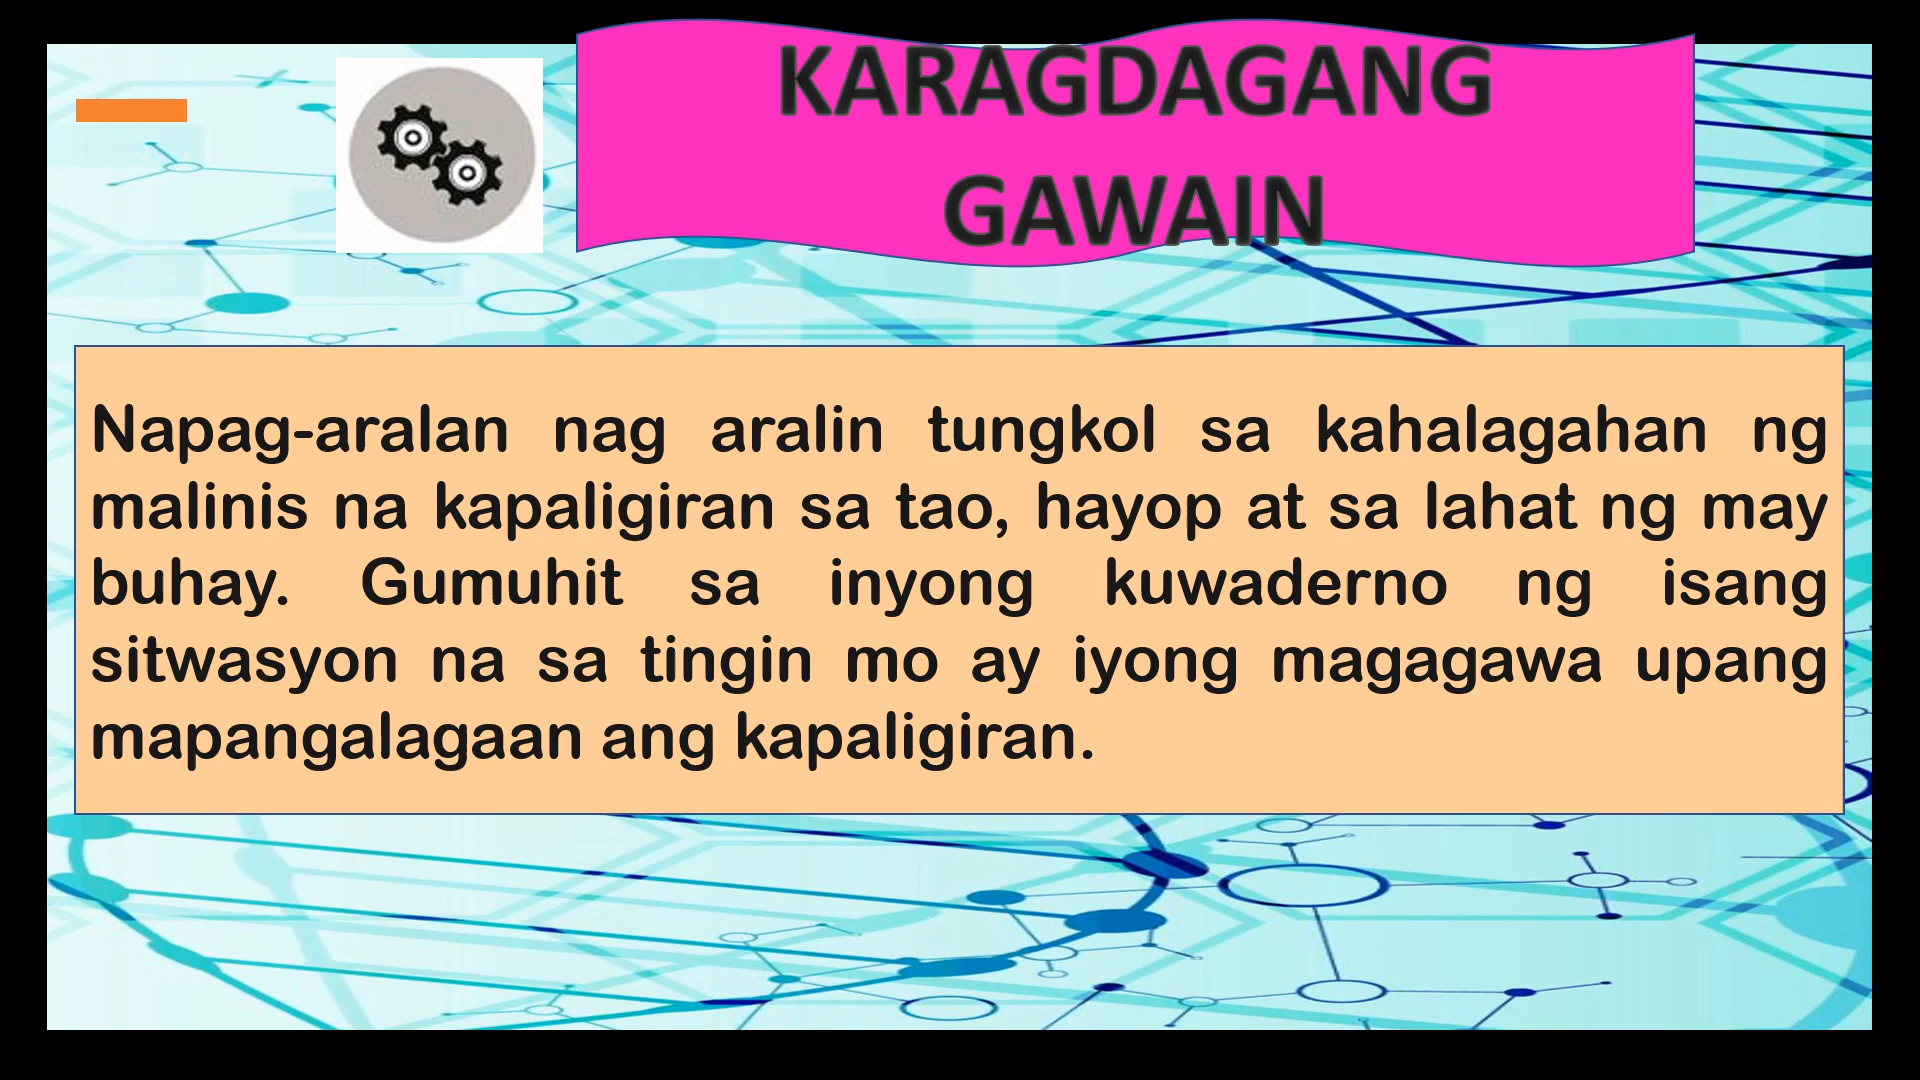 KARAGDAGANG
GAWAIN
Napag-aralan nag aralin tungkol sa kahalagahan ng
malinis na kapaligiran sa tao, hayop at sa lahat ng may
buhay. Gumuhit sa inyong kuwaderno ng isang
sitwasyon na sa tingin mo ay iyong magagawa upang
mapangalagaan ang kapaligiran.